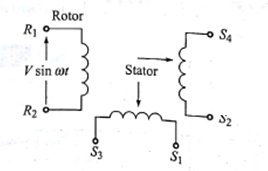 Rotor
R₁
S₄
V sin ωt
Stator
R₂
S₂
S₃
S₁